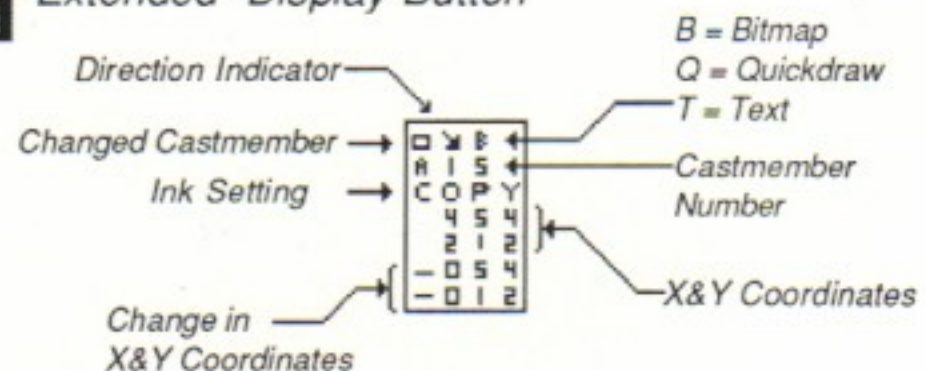 Extended Display Button
Direction Indicator
B = Bitmap
Q = Quickdraw
T = Text
Changed Castmember
B
Castmember
Number
A 1 5
Ink Setting
C O P Y
4 5 4
2 1 2
X&Y Coordinates
- 0 5 4
- 0 1 2
Change in
X&Y Coordinates